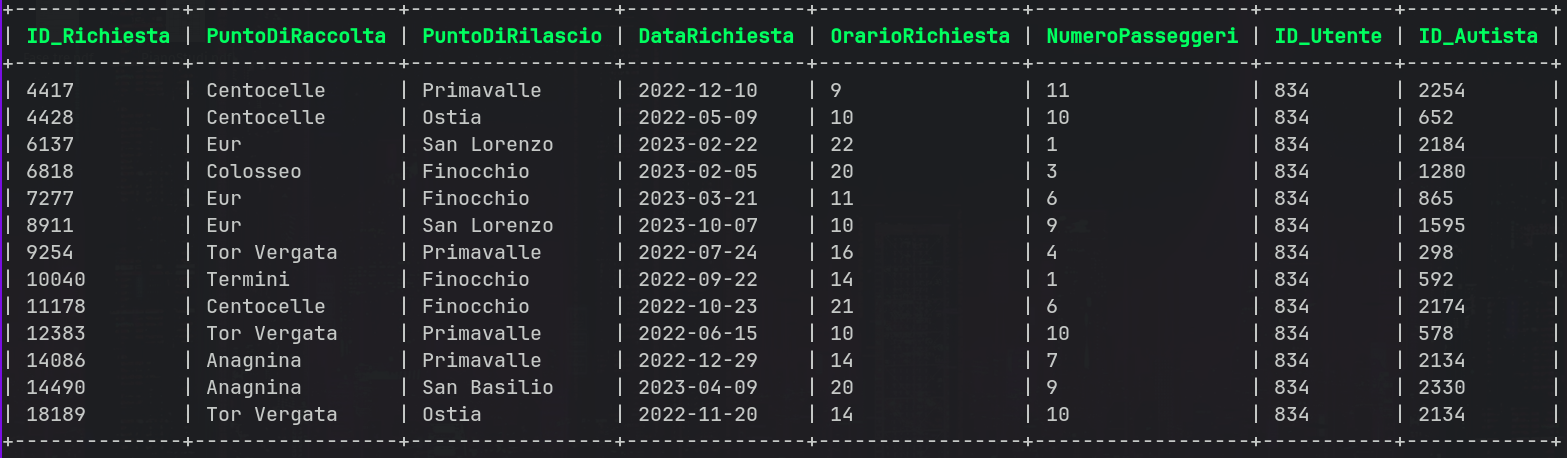 | ID_Richiesta | PuntoDiRaccolta | PuntoDiRilascio | DataRichiesta | OrarioRichiesta | NumeroPasseggeri | ID_Utente | ID_Autista |
| 4417 | Centocelle | Primavalle | 2022-12-10 | 9 | 11 | 834 | 2254 |
| 4428 | Centocelle | Ostia | 2022-05-09 | 10 | 10 | 834 | 652 |
| 6137 | Eur | San Lorenzo | 2023-02-22 | 22 | 1 | 834 | 2184 |
| 6818 | Colosseo | Finocchio | 2023-02-05 | 20 | 3 | 834 | 1280 |
| 7277 | Eur | Finocchio | 2023-03-21 | 11 | 6 | 834 | 865 |
| 8911 | Eur | San Lorenzo | 2023-10-07 | 10 | 9 | 834 | 1595 |
| 9254 | Tor Vergata | Primavalle | 2022-07-24 | 16 | 4 | 834 | 298 |
| 10040 | Termini | Finocchio | 2022-09-22 | 14 | 1 | 834 | 592 |
| 11178 | Centocelle | Finocchio | 2022-10-23 | 21 | 6 | 834 | 2174 |
| 12383 | Tor Vergata | Primavalle | 2022-06-15 | 10 | 10 | 834 | 578 |
| 14086 | Anagnina | Primavalle | 2022-12-29 | 14 | 7 | 834 | 2134 |
| 14490 | Anagnina | San Basilio | 2023-04-09 | 20 | 9 | 834 | 2330 |
| 18189 | Tor Vergata | Ostia | 2022-11-20 | 14 | 10 | 834 | 2134 |